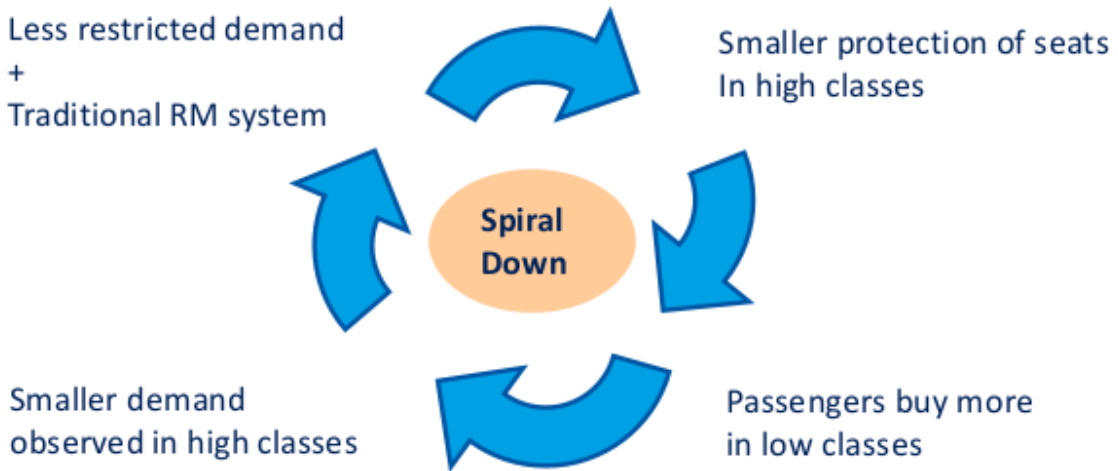 Less restricted demand
+
Traditional RM system
Smaller protection of seats
In high classes
Spiral
Down
Passengers buy more
in low classes
Smaller demand
observed in high classes